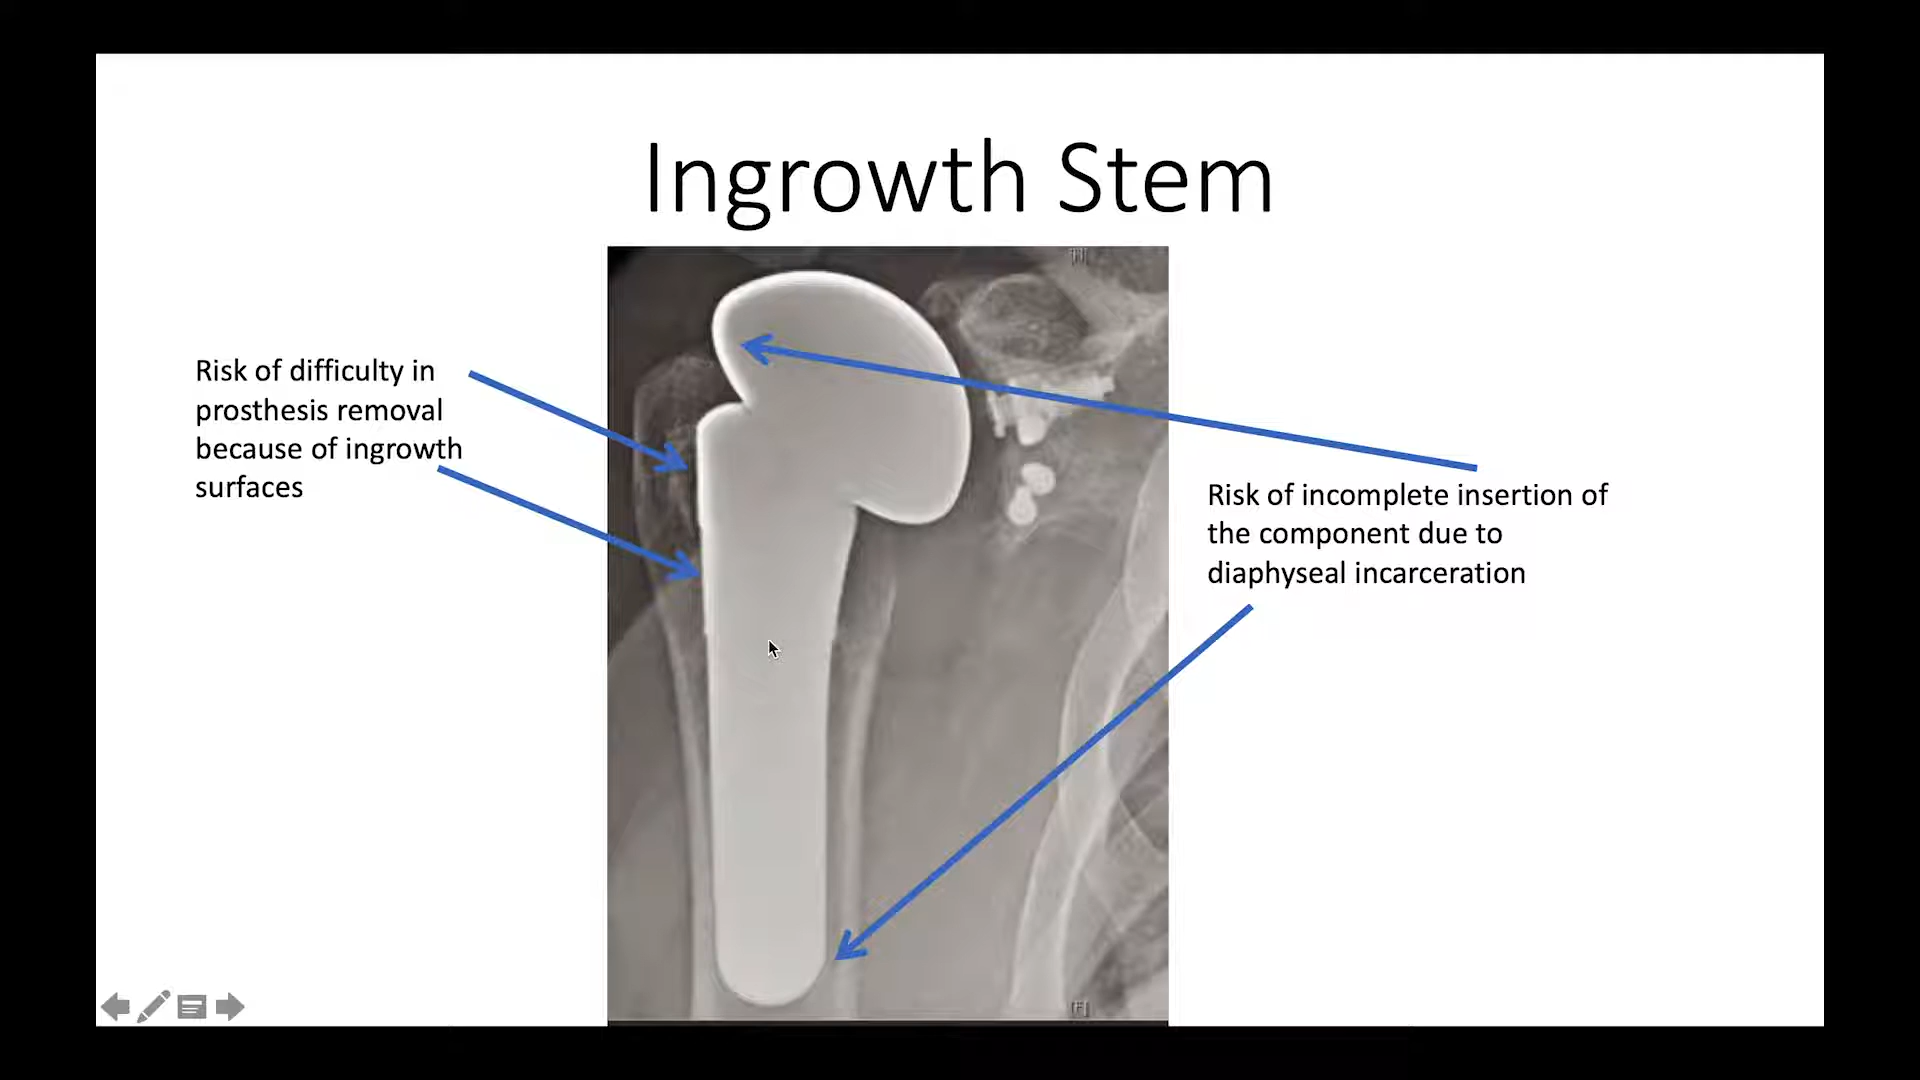 Ingrowth Stem
[H]
Risk of difficulty in
prosthesis removal
because of ingrowth
surfaces
Risk of incomplete insertion of
the component due to
diaphyseal incarceration
[F]